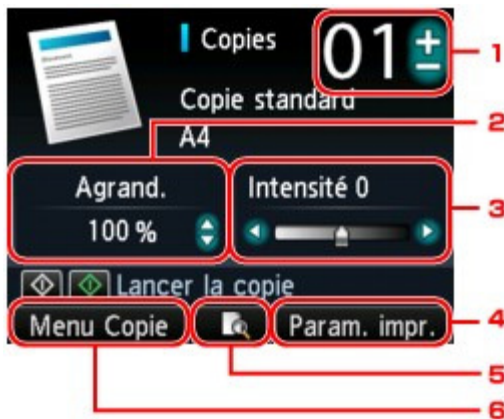 Copies
01
Copie standard
A4
Agrand.
100 %
Intensité 0
Lancer la copie
Menu Copie
Param. impr.
1
2
3
4
5
6